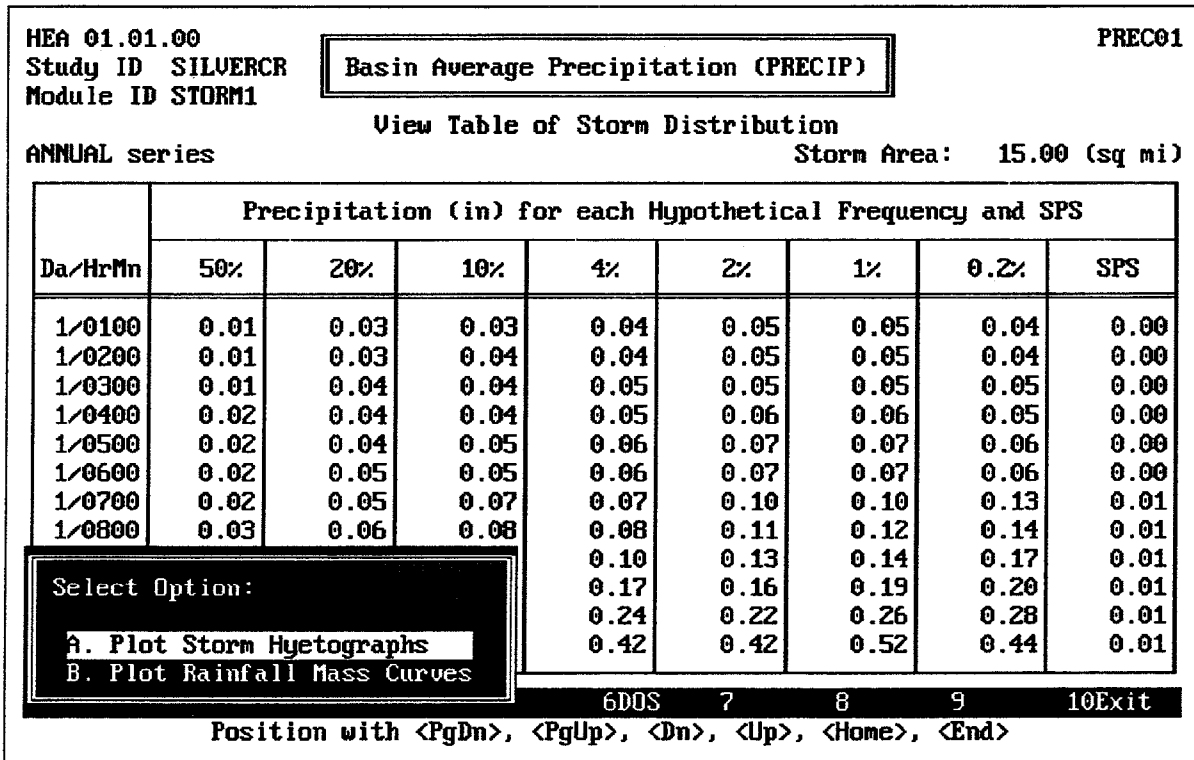 HEA 01.01.00 PREC01
Study ID SILVERCR
Basin Average Precipitation (PRECIP)
Module ID STORM1
View Table of Storm Distribution
ANNUAL series Storm Area: 15.00 (sq mi)
Precipitation (in) for each Hypothetical Frequency and SPS
Da/HrMn 50% 20% 10% 4% 2% 1% 0.2% SPS
1/0100 0.01 0.03 0.03 0.04 0.05 0.05 0.04 0.00
1/0200 0.01 0.03 0.04 0.04 0.05 0.05 0.04 0.00
1/0300 0.01 0.04 0.04 0.05 0.05 0.05 0.05 0.00
1/0400 0.02 0.04 0.04 0.05 0.06 0.06 0.05 0.00
1/0500 0.02 0.04 0.05 0.06 0.07 0.07 0.06 0.00
1/0600 0.02 0.05 0.05 0.06 0.07 0.07 0.06 0.00
1/0700 0.02 0.05 0.07 0.07 0.10 0.10 0.13 0.01
1/0800 0.03 0.06 0.08 0.08 0.11 0.12 0.14 0.01
0.10 0.13 0.14 0.17 0.01
0.17 0.16 0.19 0.20 0.01
0.24 0.22 0.26 0.28 0.01
0.42 0.42 0.52 0.44 0.01
Select Option:
A. Plot Storm Hyetographs
B. Plot Rainfall Mass Curves
6DOS 7 8 9 10Exit
Position with <PgDn>, <PgUp>, <Dn>, <Up>, <Home>, <End>